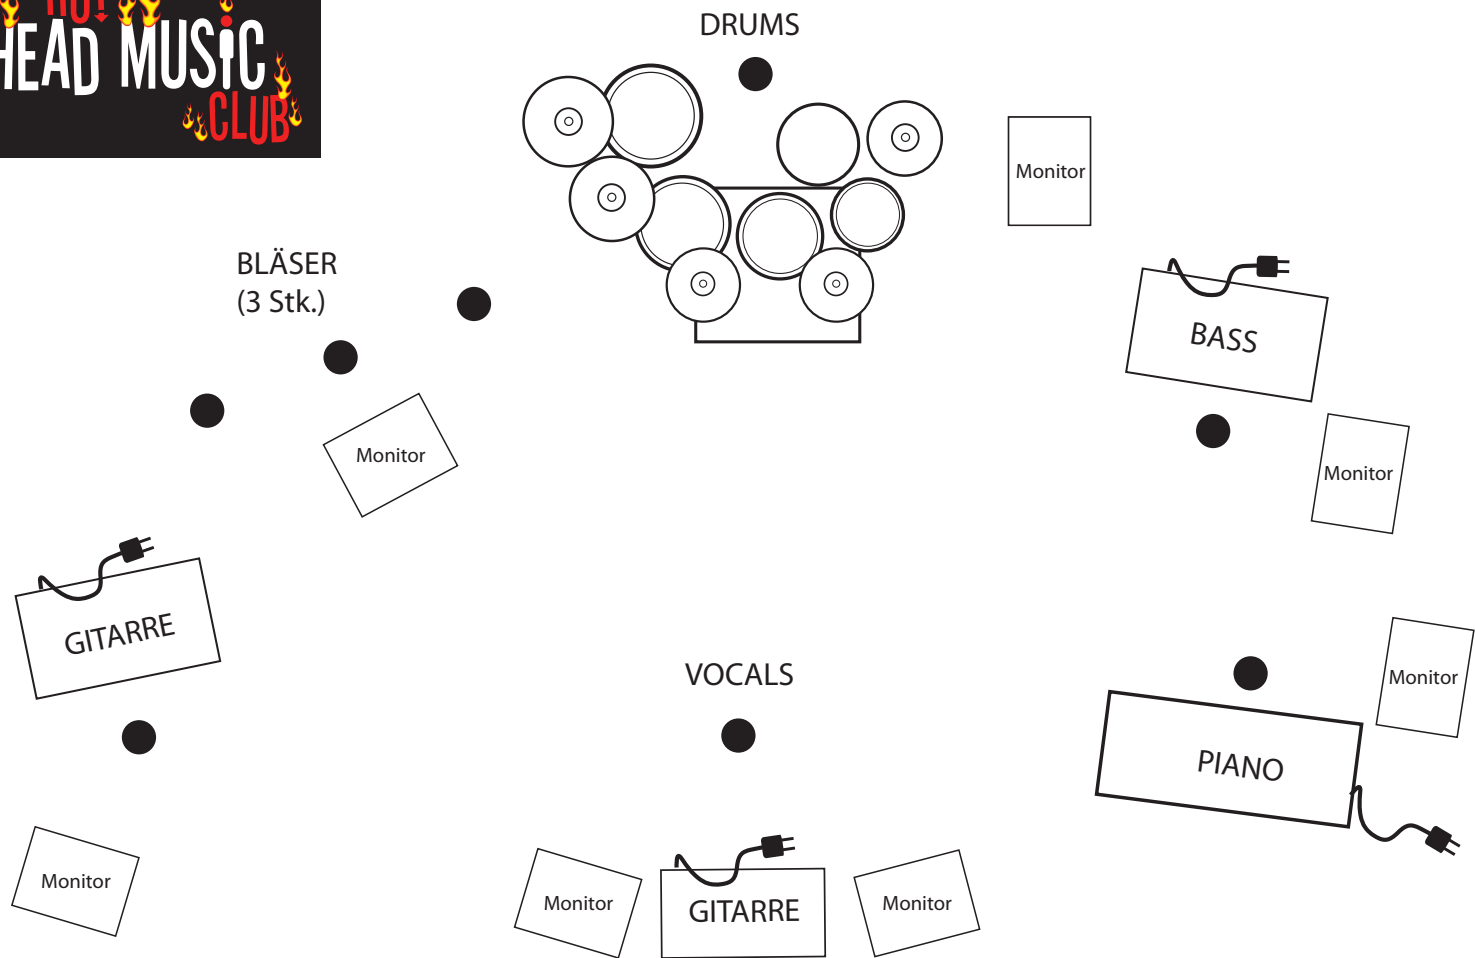 HOT
HEAD MUSiC
CLUB
DRUMS
Monitor
BLÄSER
(3 Stk.)
BASS
Monitor
Monitor
GITARRE
VOCALS
Monitor
PIANO
Monitor
Monitor
GITARRE
Monitor